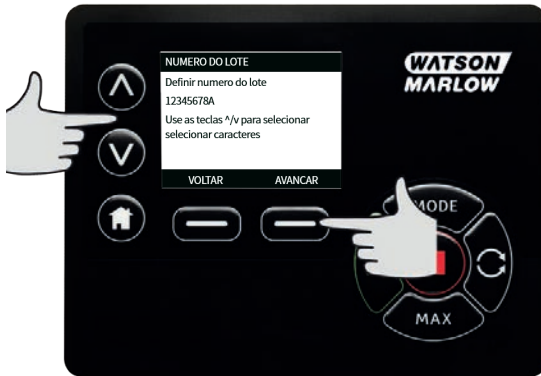 WATSON
MARLOW
NUMERO DO LOTE
Definir numero do lote
12345678A
Use as teclas ^/v para selecionar
selecionar caracteres
VOLTAR AVANCAR
MODE
MAX